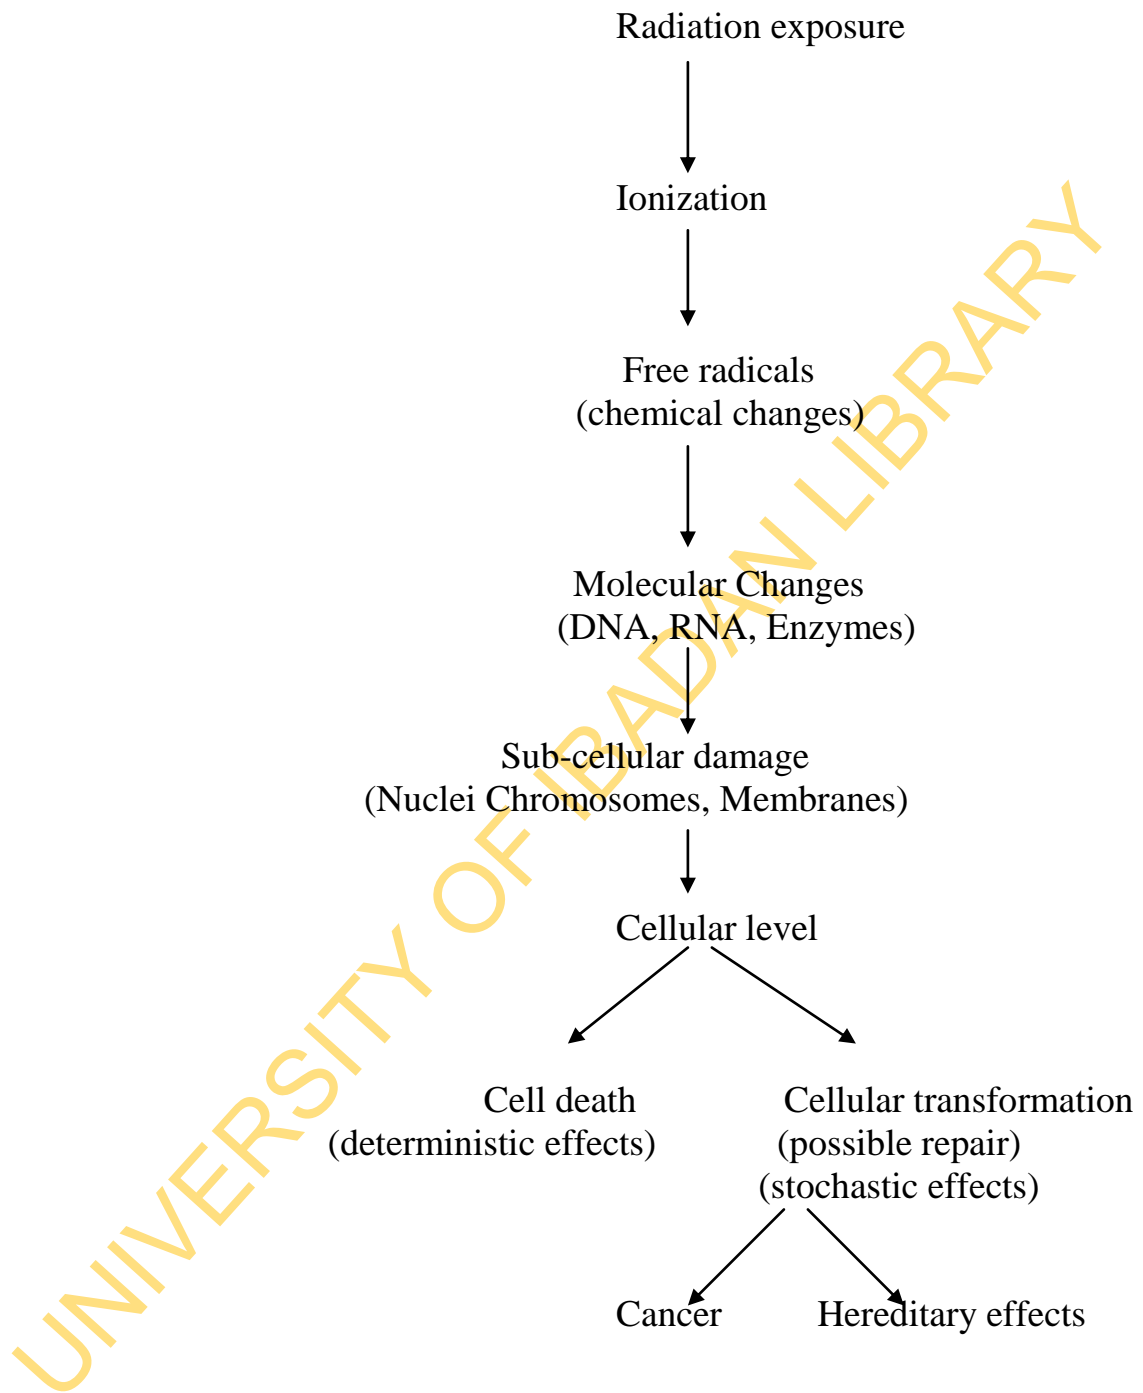 Radiation exposure
Ionization
Free radicals
(chemical changes)
Molecular Changes
(DNA, RNA, Enzymes)
Sub-cellular damage
(Nuclei Chromosomes, Membranes)
Cellular level
Cell death
(deterministic effects)
Cellular transformation
(possible repair)
(stochastic effects)
Cancer
Hereditary effects
UNIVERSITY OF IBADAN LIBRARY